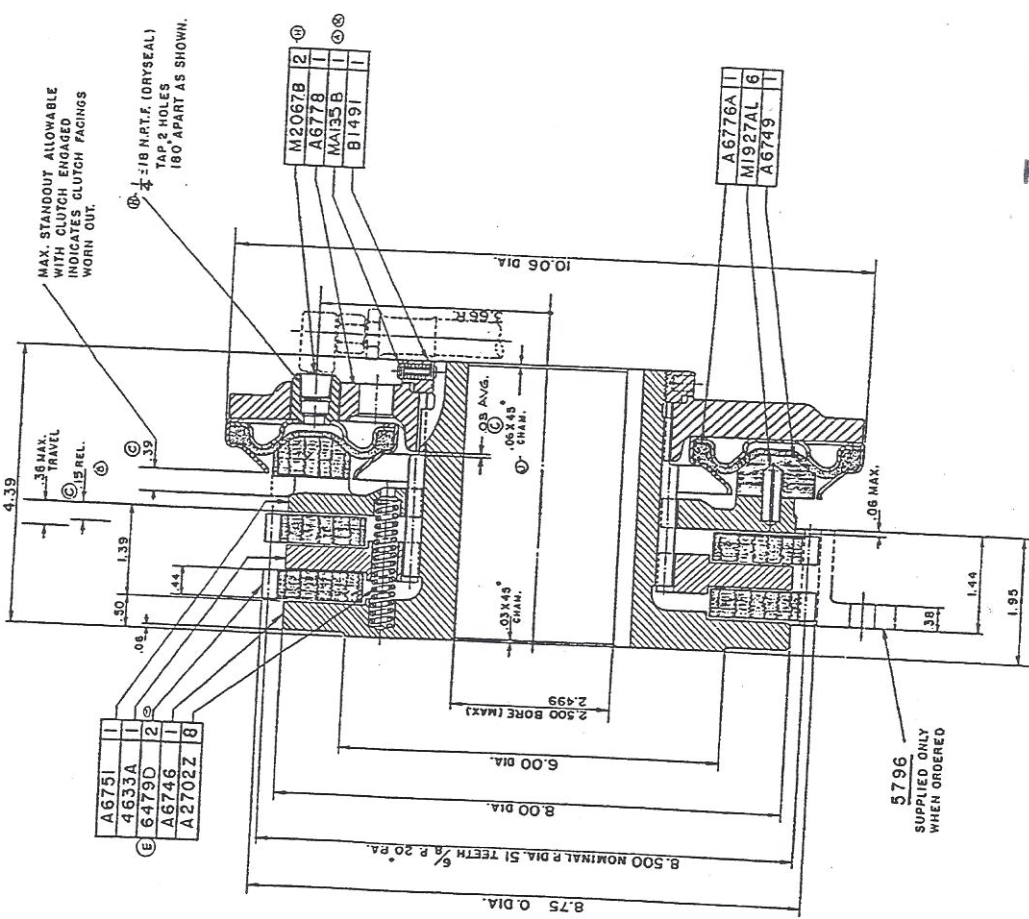 MAX. STANDOUT ALLOWABLE
WITH CLUTCH ENGAGED
INDICATES CLUTCH FACINGS
WORN OUT.
H 1/4-18 N.P.T.F. (DRYSEAL)
TAP 2 HOLES
180° APART AS SHOWN.
M2067B 2 H
A6778 1
MA135B 1 A K
B1491 1
A6776A 1
M1927AL 6
A6749 1
A6751 1
4633A 1
E 6479D 2 J
A6746 1
A2702Z 8
4.39
.36 MAX.
TRAVEL
C .15 REL.
B
C
.39
1.39
.44
.50
.06
10.06 DIA.
3.66 R.
.08 AVG.
C
J .06 X 45°
CHAM.
.03 X 45°
CHAM.
2.499
2.500 BORE (MAX.)
6.00 DIA.
8.00 DIA.
8.500 NOMINAL P. DIA. 51 TEETH 6/8 P. 20° P.A.
8.75 O. DIA.
.06 MAX.
.38
1.44
1.95
5796
SUPPLIED ONLY
WHEN ORDERED